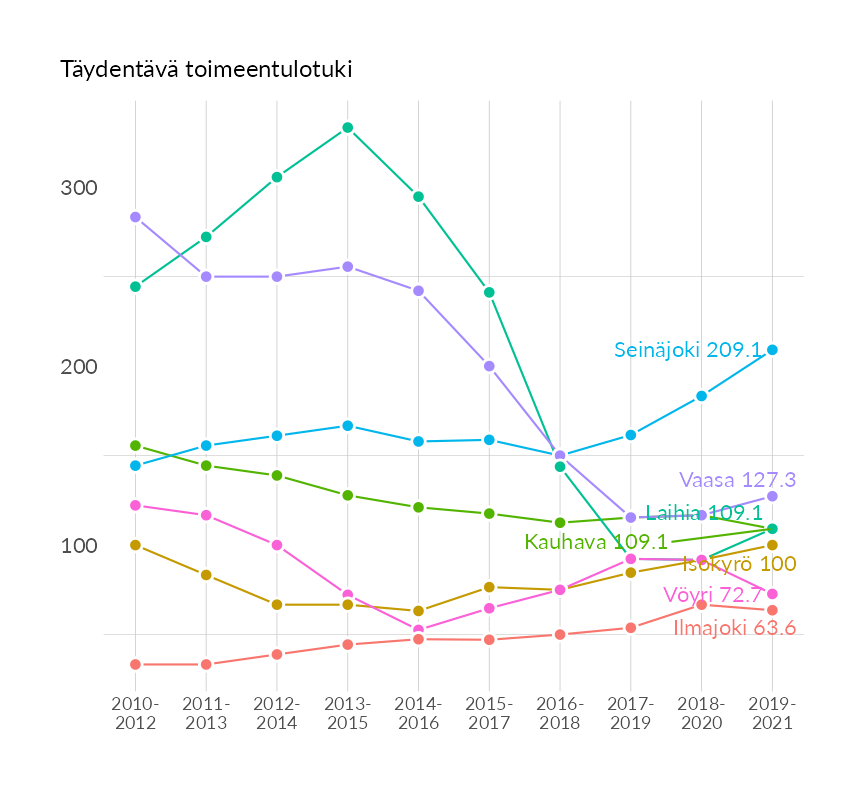 Täydentävä toimeentulotuki
300
200
100
Seinäjoki 209.1
Vaasa 127.3
Laihia 109.1
Kauhava 109.1
Isokyrö 100
Vöyri 72.7
Ilmajoki 63.6
2010- 2011- 2012- 2013- 2014- 2015- 2016- 2017- 2018- 2019-
2012 2013 2014 2015 2016 2017 2018 2019 2020 2021